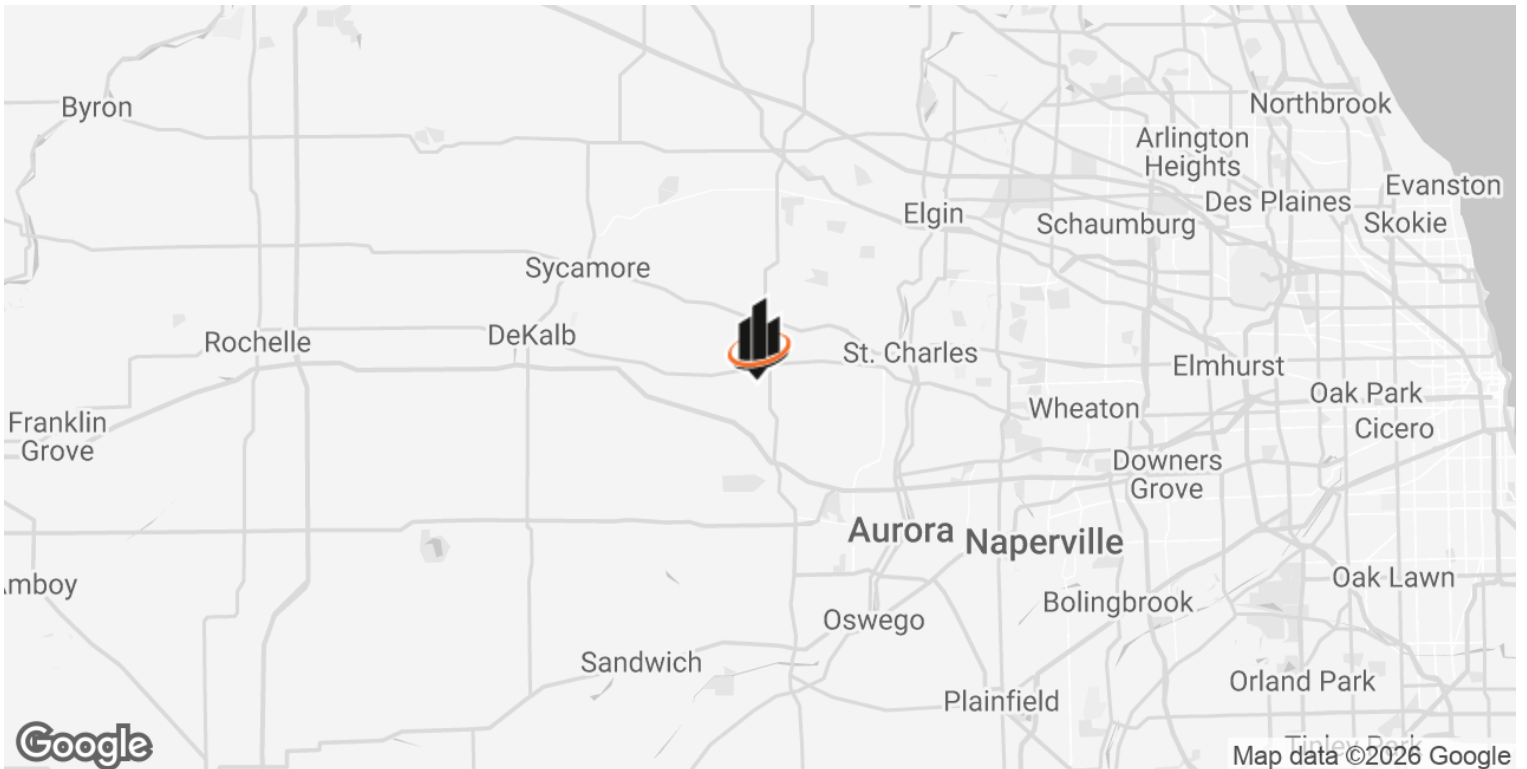 Byron
Northbrook
Arlington
Heights
Evanston
Des Plaines
Elgin
Schaumburg
Skokie
Sycamore
Rochelle
DeKalb
St. Charles
Elmhurst
Oak Park
Wheaton
Franklin
Grove
Cicero
Downers
Grove
Aurora
Naperville
Oak Lawn
mboy
Bolingbrook
Oswego
Sandwich
Orland Park
Plainfield
Google
Tinley Park
Map data ©2026 Google